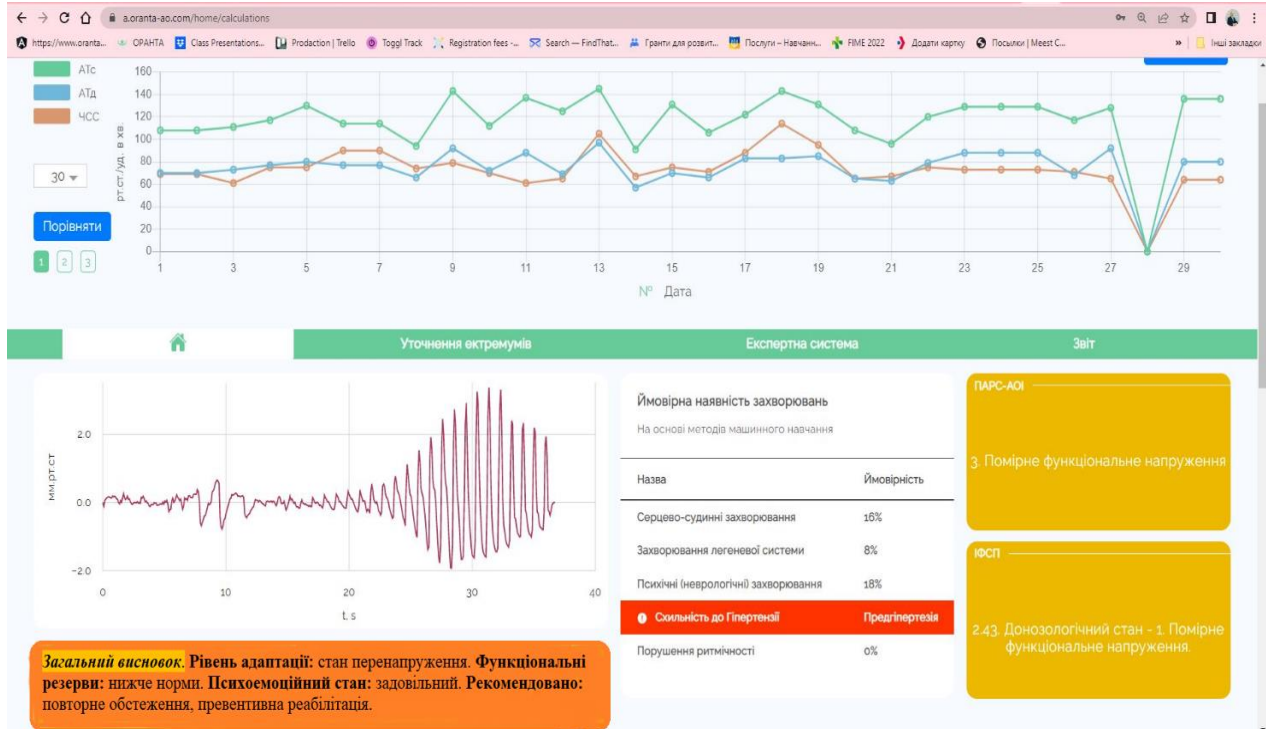 a.oranta-ao.com/home/calculations
https://www.oranta... ОРАНТА Class Presentations... Prodaction | Trello Toggl Track Registration fees -... Search — FindThat... Гранти для розвит... Послуги – Навчанн... FIME 2022 Додати картку Посылки | Meest C... » Інші закладки
АТс
АТд
ЧСС
30
Порівняти
1 2 3
рт.ст./уд. в хв.
160
140
120
100
80
60
40
20
0
1 3 5 7 9 11 13 15 17 19 21 23 25 27 29
№ Дата
Уточнення ектремумів Експертна система Звіт
мм.рт.ст
2.0
0.0
−2.0
0 10 20 30 40
t, s
Ймовірна наявність захворювань
На основі методів машинного навчання
Назва Ймовірність
Серцево-судинні захворювання 16%
Захворювання легеневої системи 8%
Психічні (неврологічні) захворювання 18%
Схильність до Гіпертензії Предгіпертезія
Порушення ритмічності 0%
ПАРС-АОІ
3. Помірне функціональне напруження
ІФСП
2.43. Донозологічний стан - 1. Помірне
функціональне напруження.
Загальний висновок. Рівень адаптації: стан перенапруження. Функціональні
резерви: нижче норми. Психоемоційний стан: задовільний. Рекомендовано:
повторне обстеження, превентивна реабілітація.